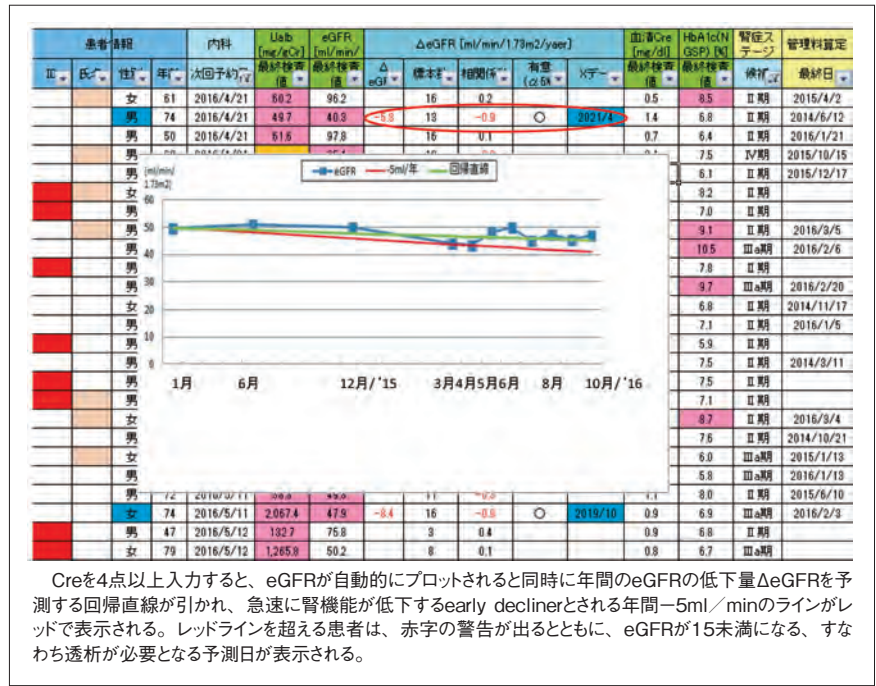 患者情報 内科 Ualb [mg/gCr] eGFR [ml/min/ ΔeGFR [ml/min/1.73m2/yaer] 血清Cre [mg/dl] HbA1c(N GSP) [%] 腎症ステージ 管理料算定
性 年 次回予約 最終検査値 最終検査値 Δ eGF 標本 相関係 有意 (α5% Xデー 最終検査値 最終検査値 候補 最終日
女 61 2016/4/21 60.2 96.2 16 0.2 0.5 8.5 Ⅱ期 2015/4/2
男 74 2016/4/21 49.7 40.3 -5.8 13 -0.9 ○ 2021/4 1.4 6.8 Ⅱ期 2014/6/12
男 50 2016/4/21 61.6 97.8 16 0.1 0.7 6.4 Ⅱ期 2016/1/21
男 7.5 Ⅳ期 2015/10/15
男 6.1 Ⅱ期 2015/12/17
女 8.2 Ⅱ期
男 7.0 Ⅱ期
男 9.1 Ⅱ期 2016/3/5
男 10.5 Ⅲa期 2016/2/6
男 7.8 Ⅱ期
男 9.7 Ⅲa期 2016/2/20
女 6.8 Ⅱ期 2014/11/17
男 7.1 Ⅱ期 2016/1/5
男 5.9 Ⅱ期
男 7.5 Ⅱ期 2014/3/11
男 7.5 Ⅱ期
男 7.1 Ⅱ期
女 8.7 Ⅱ期 2016/3/4
男 7.6 Ⅱ期 2014/10/21
女 6.0 Ⅲa期 2015/1/13
男 5.8 Ⅲa期 2016/1/13
男 72 8.0 Ⅱ期 2015/6/10
女 74 2016/5/11 2,067.4 47.9 -8.4 16 -0.8 ○ 2019/10 0.9 6.9 Ⅲa期 2016/2/3
男 47 2016/5/12 132.7 75.8 3 0.4 0.9 6.8 Ⅱ期
女 79 2016/5/12 1,265.8 50.2 8 0.1 0.8 6.7 Ⅲa期
[ml/min/
1.73m2]
eGFR -5ml/年 回帰直線
60
50
40
30
20
10
0
1月 6月 12月/'15 3月4月5月6月 8月 10月/'16
Creを4点以上入力すると、eGFRが自動的にプロットされると同時に年間のeGFRの低下量ΔeGFRを予
測する回帰直線が引かれ、急速に腎機能が低下するearly declinerとされる年間−5ml／minのラインがレ
ッドで表示される。レッドラインを超える患者は、赤字の警告が出るとともに、eGFRが15未満になる、すな
わち透析が必要となる予測日が表示される。